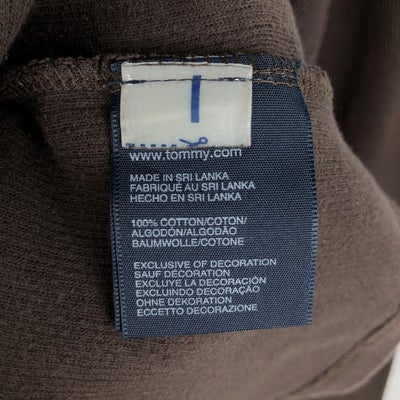 www.tommy.com
MADE IN SRI LANKA
FABRIQUÉ AU SRI LANKA
HECHO EN SRI LANKA
100% COTTON/COTON/
ALGODÓN/ALGODÃO
BAUMWOLLE/COTONE
EXCLUSIVE OF DECORATION
SAUF DÉCORATION
EXCLUYE LA DECORACIÓN
EXCLUINDO DECORAÇÃO
OHNE DEKORATION
ECCETTO DECORAZIONE